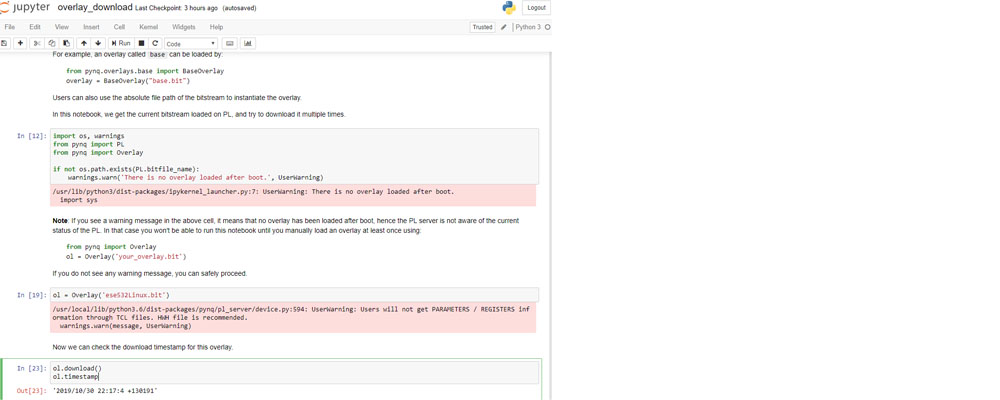 jupyter overlay_download Last Checkpoint: 3 hours ago (autosaved)
Logout
File Edit View Insert Cell Kernel Widgets Help
Trusted Python 3
Run Code
For example, an overlay called base can be loaded by:
from pynq.overlays.base import BaseOverlay
overlay = BaseOverlay("base.bit")
Users can also use the absolute file path of the bitstream to instantiate the overlay.
In this notebook, we get the current bitstream loaded on PL, and try to download it multiple times.
In [12]: import os, warnings
from pynq import PL
from pynq import Overlay
if not os.path.exists(PL.bitfile_name):
warnings.warn('There is no overlay loaded after boot.', UserWarning)
/usr/lib/python3/dist-packages/ipykernel_launcher.py:7: UserWarning: There is no overlay loaded after boot.
import sys
Note: If you see a warning message in the above cell, it means that no overlay has been loaded after boot, hence the PL server is not aware of the current
status of the PL. In that case you won't be able to run this notebook until you manually load an overlay at least once using:
from pynq import Overlay
ol = Overlay('your_overlay.bit')
If you do not see any warning message, you can safely proceed.
In [19]: ol = Overlay('ese532Linux.bit')
/usr/local/lib/python3.6/dist-packages/pynq/pl_server/device.py:594: UserWarning: Users will not get PARAMETERS / REGISTERS inf
ormation through TCL files. HWH file is recommended.
warnings.warn(message, UserWarning)
Now we can check the download timestamp for this overlay.
In [23]: ol.download()
ol.timestamp
Out[23]: '2019/10/30 22:17:4 +130191'